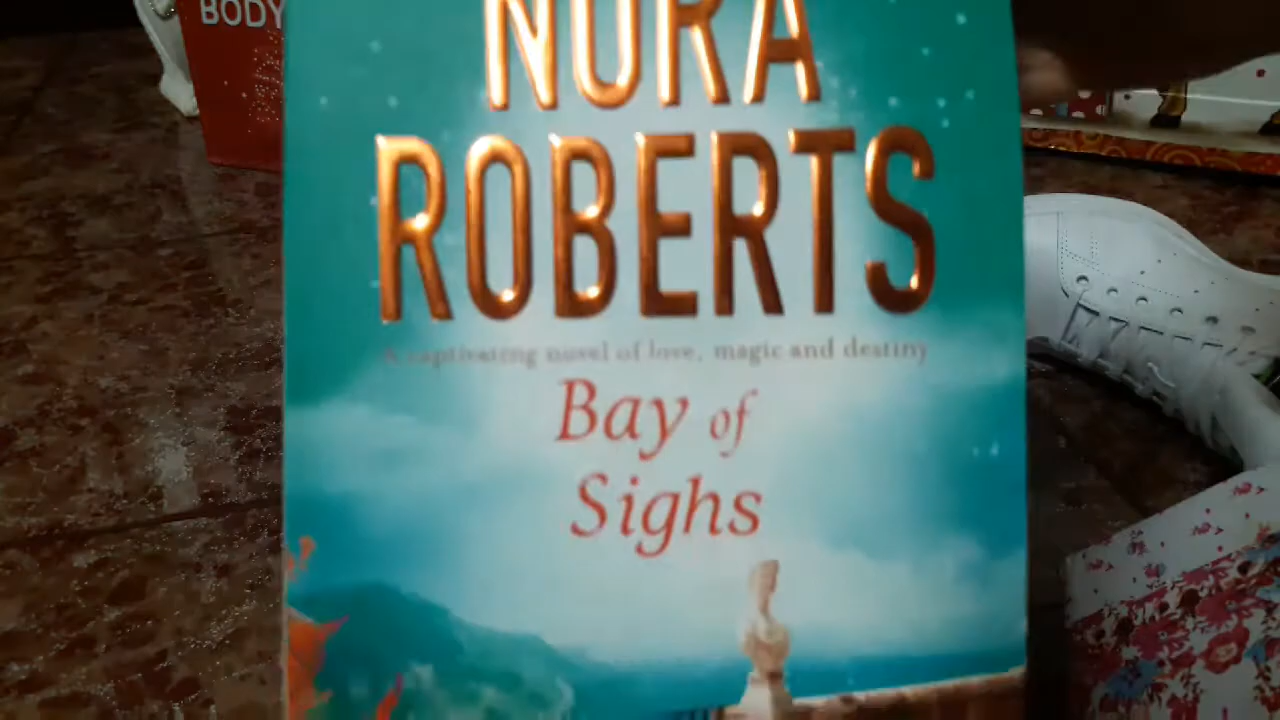 BODY
NORA
ROBERTS
A captivating novel of love, magic and destiny
Bay of
Sighs